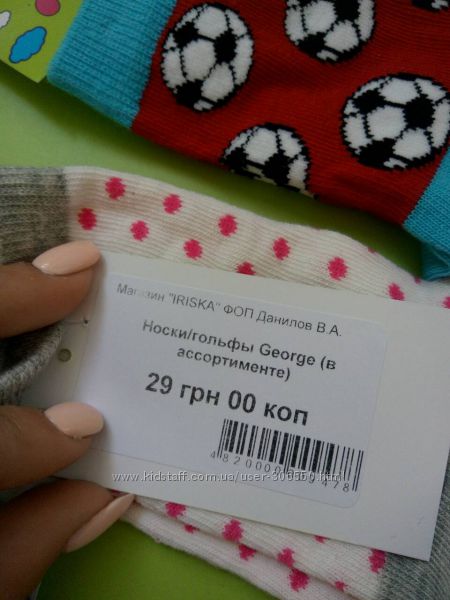 Магазин "IRISKA" ФОП Данилов В.А.
Носки/гольфы George (в
ассортименте)
29 грн 00 коп